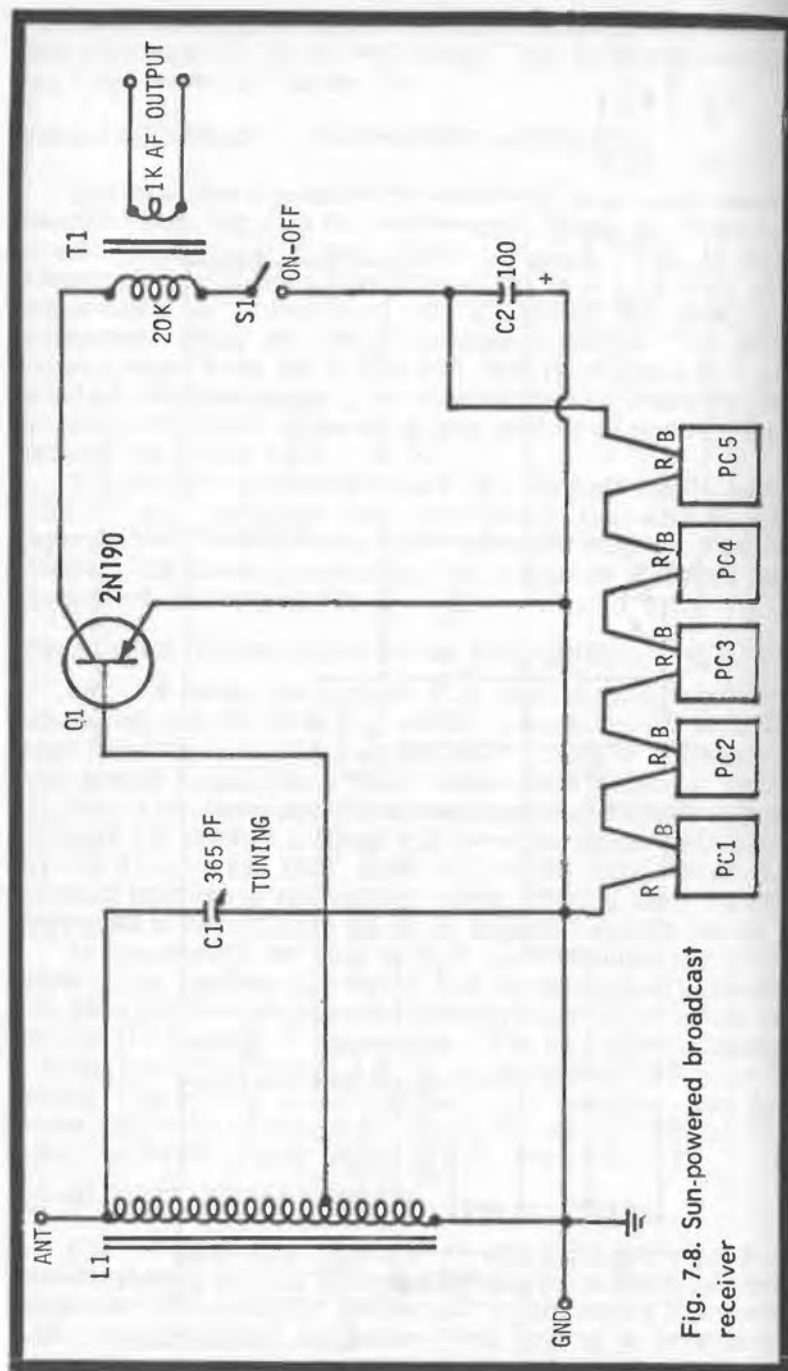 ANT
L1
C1
365 PF
TUNING
Q1
2N190
T1
20K
1K AF OUTPUT
S1
ON-OFF
C2
100
+
GND
R B
R B
R B
R B
R B
PC1
PC2
PC3
PC4
PC5
Fig. 7-8. Sun-powered broadcast
receiver